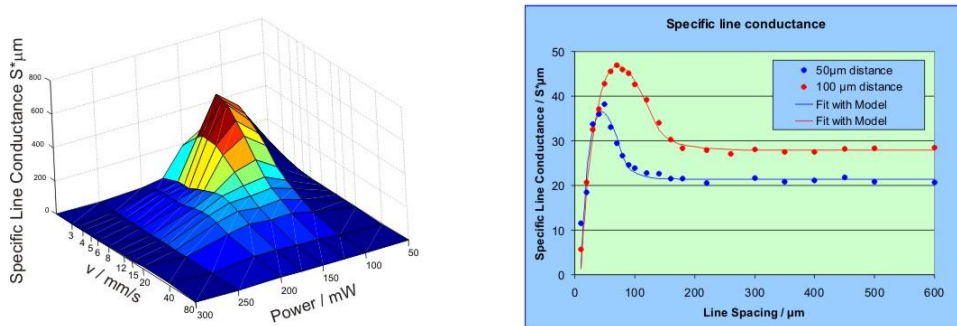 Specific Line Conductance S*µm
800
600
400
200
0
3
4
5
6
8
12
15
20
40
80
v / mm/s
300
250
200
150
100
50
Power / mW
Specific line conductance
Specific Line Conductance / S*µm
50
40
30
20
10
0
0 100 200 300 400 500 600
Line Spacing / µm
50µm distance
100 µm distance
Fit with Model
Fit with Model